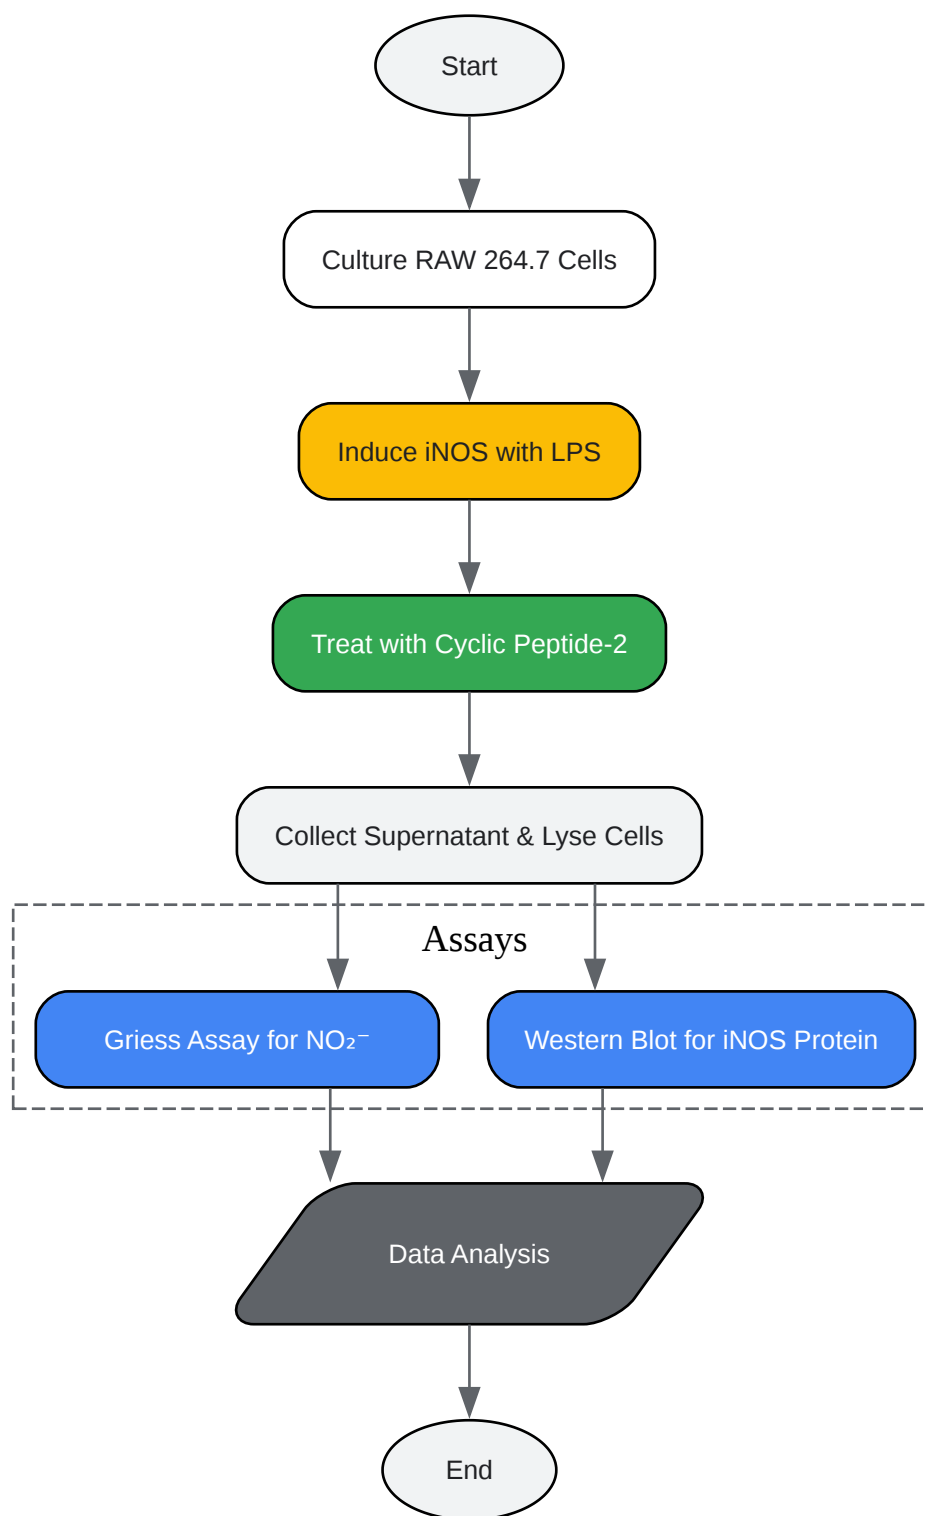 Start
Culture RAW 264.7 Cells
Induce iNOS with LPS
Treat with Cyclic Peptide-2
Collect Supernatant & Lyse Cells
Assays
Griess Assay for NO₂⁻
Western Blot for iNOS Protein
Data Analysis
End